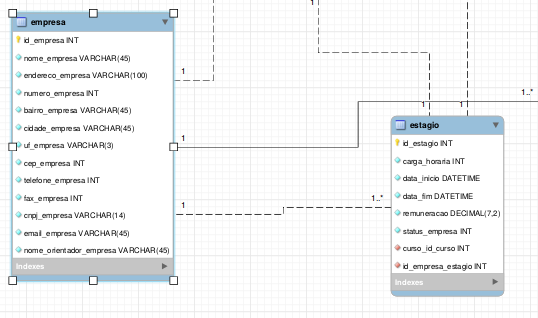 empresa
id_empresa INT
nome_empresa VARCHAR(45)
endereco_empresa VARCHAR(100)
numero_empresa INT
bairro_empresa VARCHAR(45)
cidade_empresa VARCHAR(45)
uf_empresa VARCHAR(3)
cep_empresa INT
telefone_empresa INT
fax_empresa INT
cnpj_empresa VARCHAR(14)
email_empresa VARCHAR(45)
nome_orientador_empresa VARCHAR(45)
Indexes
1
1
1
1
1..*
1
1
1..*
estagio
id_estagio INT
carga_horaria INT
data_inicio DATETIME
data_fim DATETIME
remuneracao DECIMAL(7,2)
status_empresa INT
curso_id_curso INT
id_empresa_estagio INT
Indexes